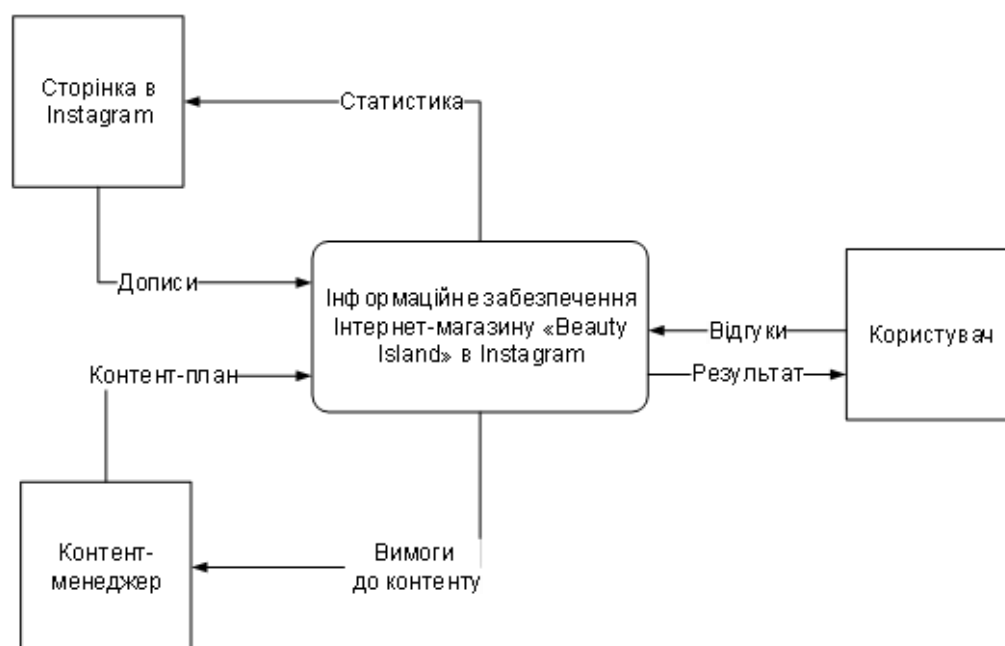 Сторінка в
Instagram
Статистика
Дописи
Інформаційне забезпечення
Інтернет-магазину «Beauty
Island» в Instagram
Відгуки
Результат
Користувач
Контент-план
Контент-
менеджер
Вимоги
до контенту